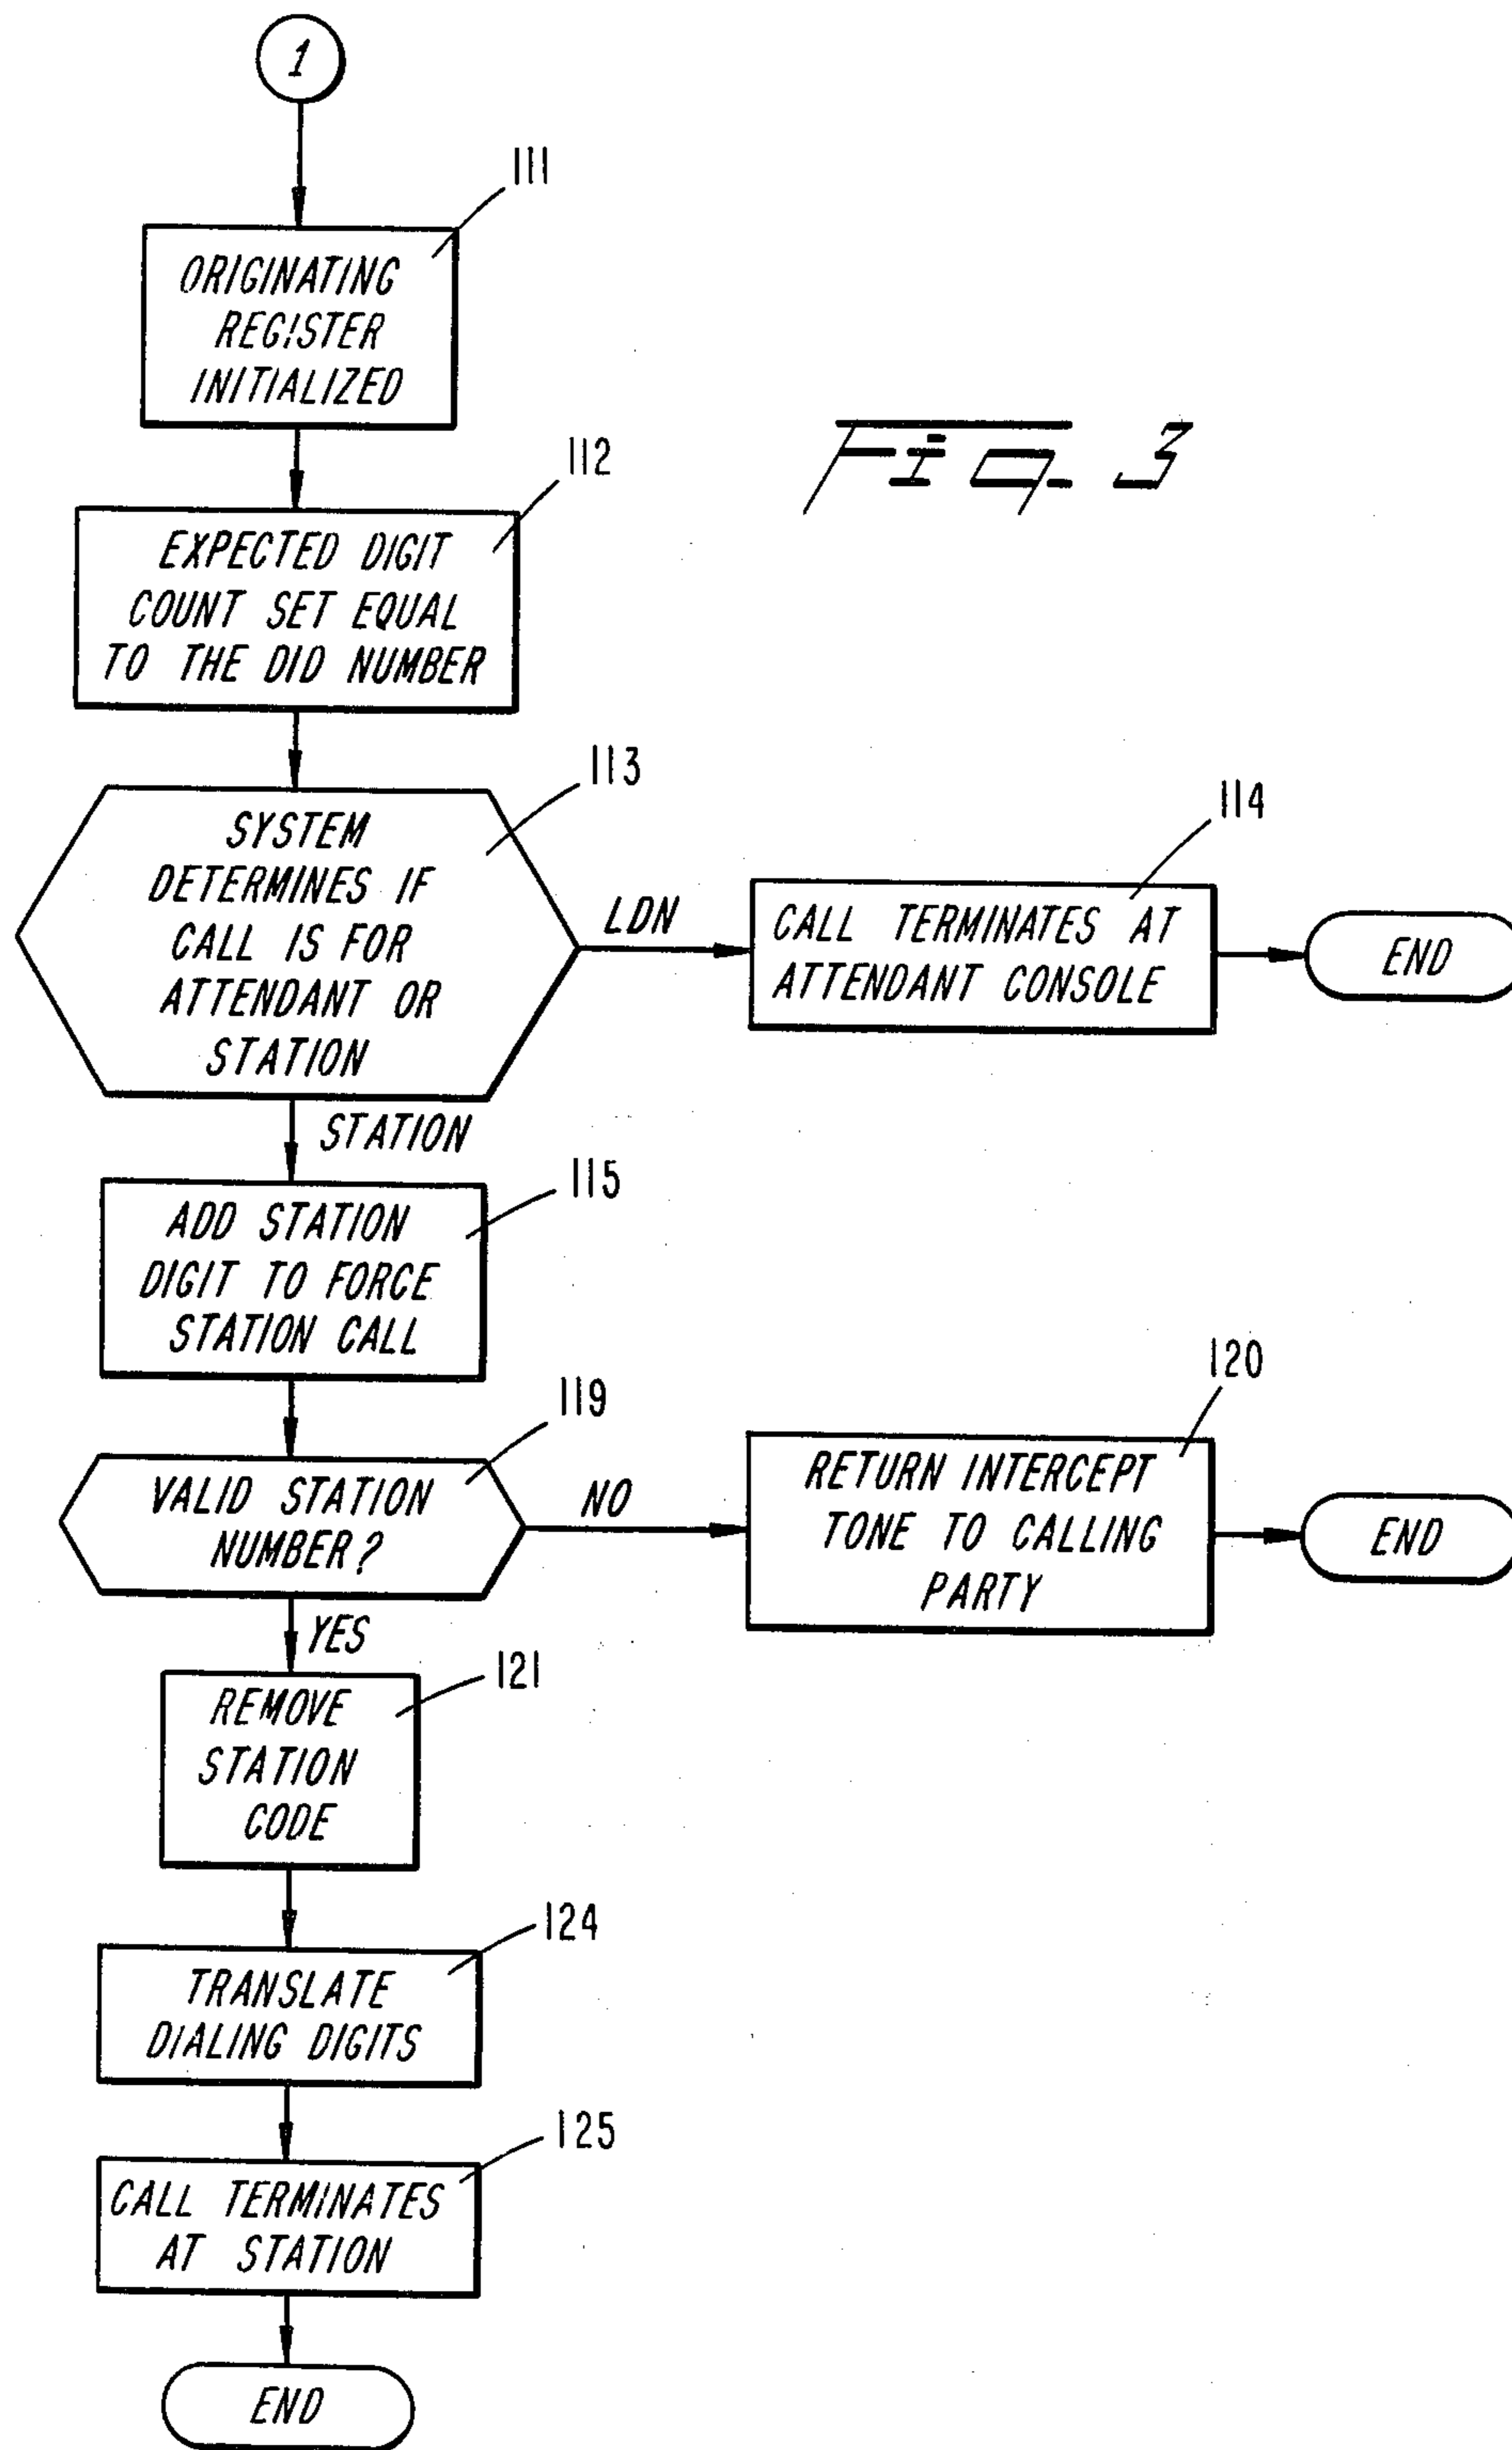 1
111
ORIGINATING
REGISTER
INITIALIZED
112
EXPECTED DIGIT
COUNT SET EQUAL
TO THE DID NUMBER
Fig. 3
113
SYSTEM
DETERMINES IF
CALL IS FOR
ATTENDANT OR
STATION
LDN
114
CALL TERMINATES AT
ATTENDANT CONSOLE
END
STATION
115
ADD STATION
DIGIT TO FORCE
STATION CALL
119
VALID STATION
NUMBER?
NO
120
RETURN INTERCEPT
TONE TO CALLING
PARTY
END
YES
121
REMOVE
STATION
CODE
124
TRANSLATE
DIALING DIGITS
125
CALL TERMINATES
AT STATION
END